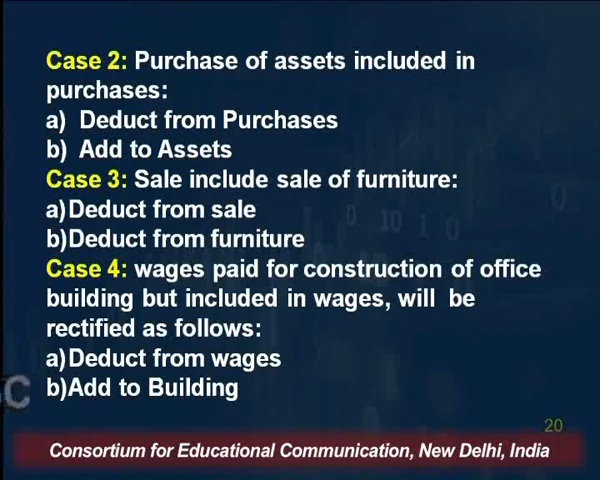 Case 2: Purchase of assets included in
purchases:
a) Deduct from Purchases
b) Add to Assets
Case 3: Sale include sale of furniture:
a)Deduct from sale
b)Deduct from furniture
Case 4: wages paid for construction of office
building but included in wages, will be
rectified as follows:
a)Deduct from wages
b)Add to Building
20
Consortium for Educational Communication, New Delhi, India